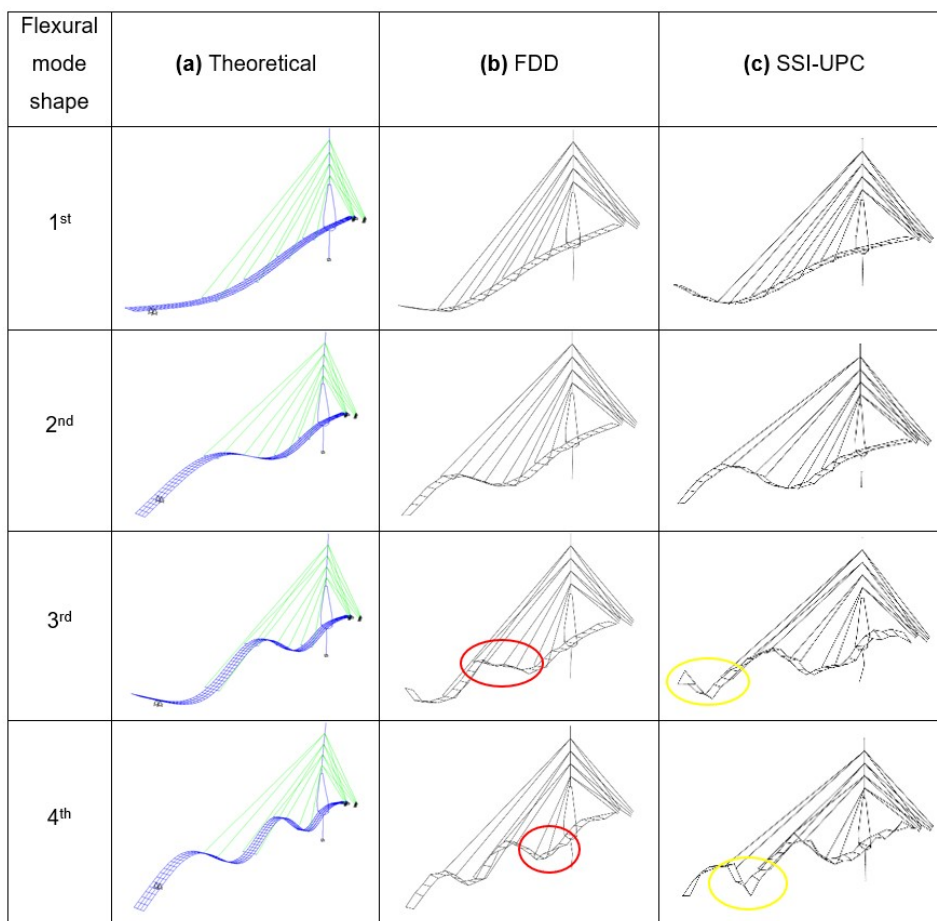 Flexural
mode
shape
(a) Theoretical
(b) FDD
(c) SSI-UPC
1st
2nd
3rd
4th